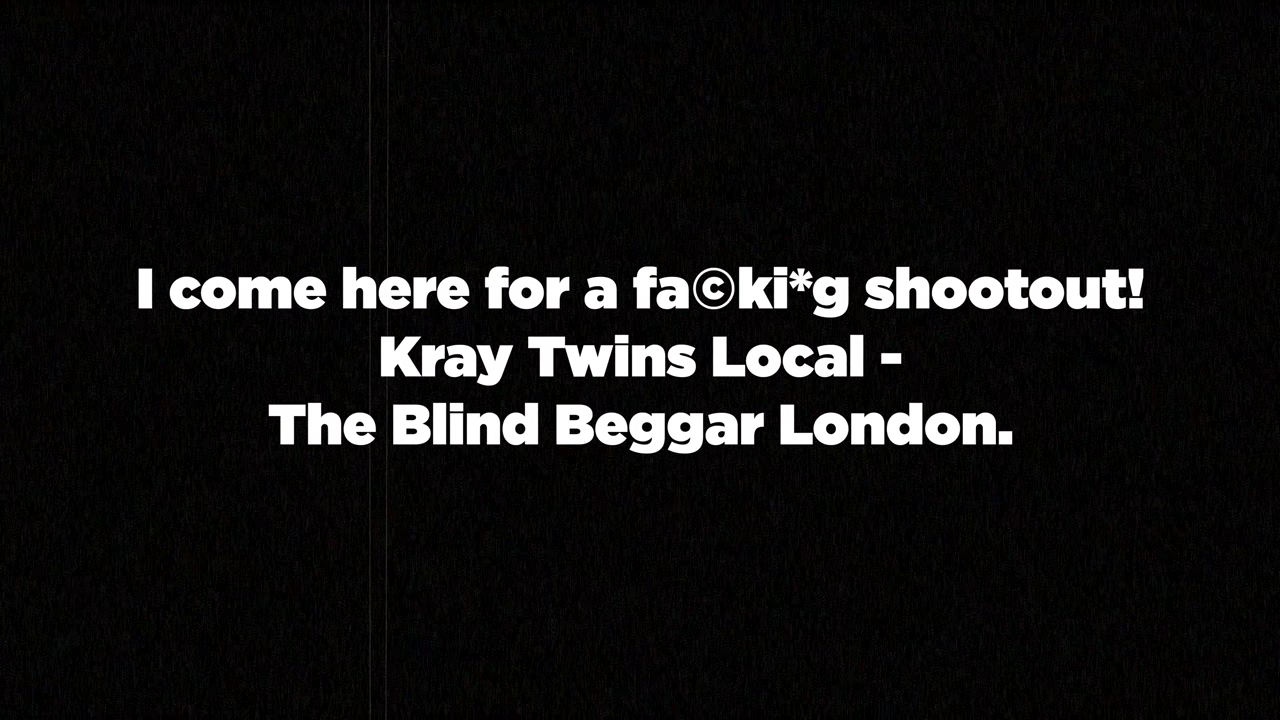 I come here for a fa©ki*g shootout!
Kray Twins Local -
The Blind Beggar London.